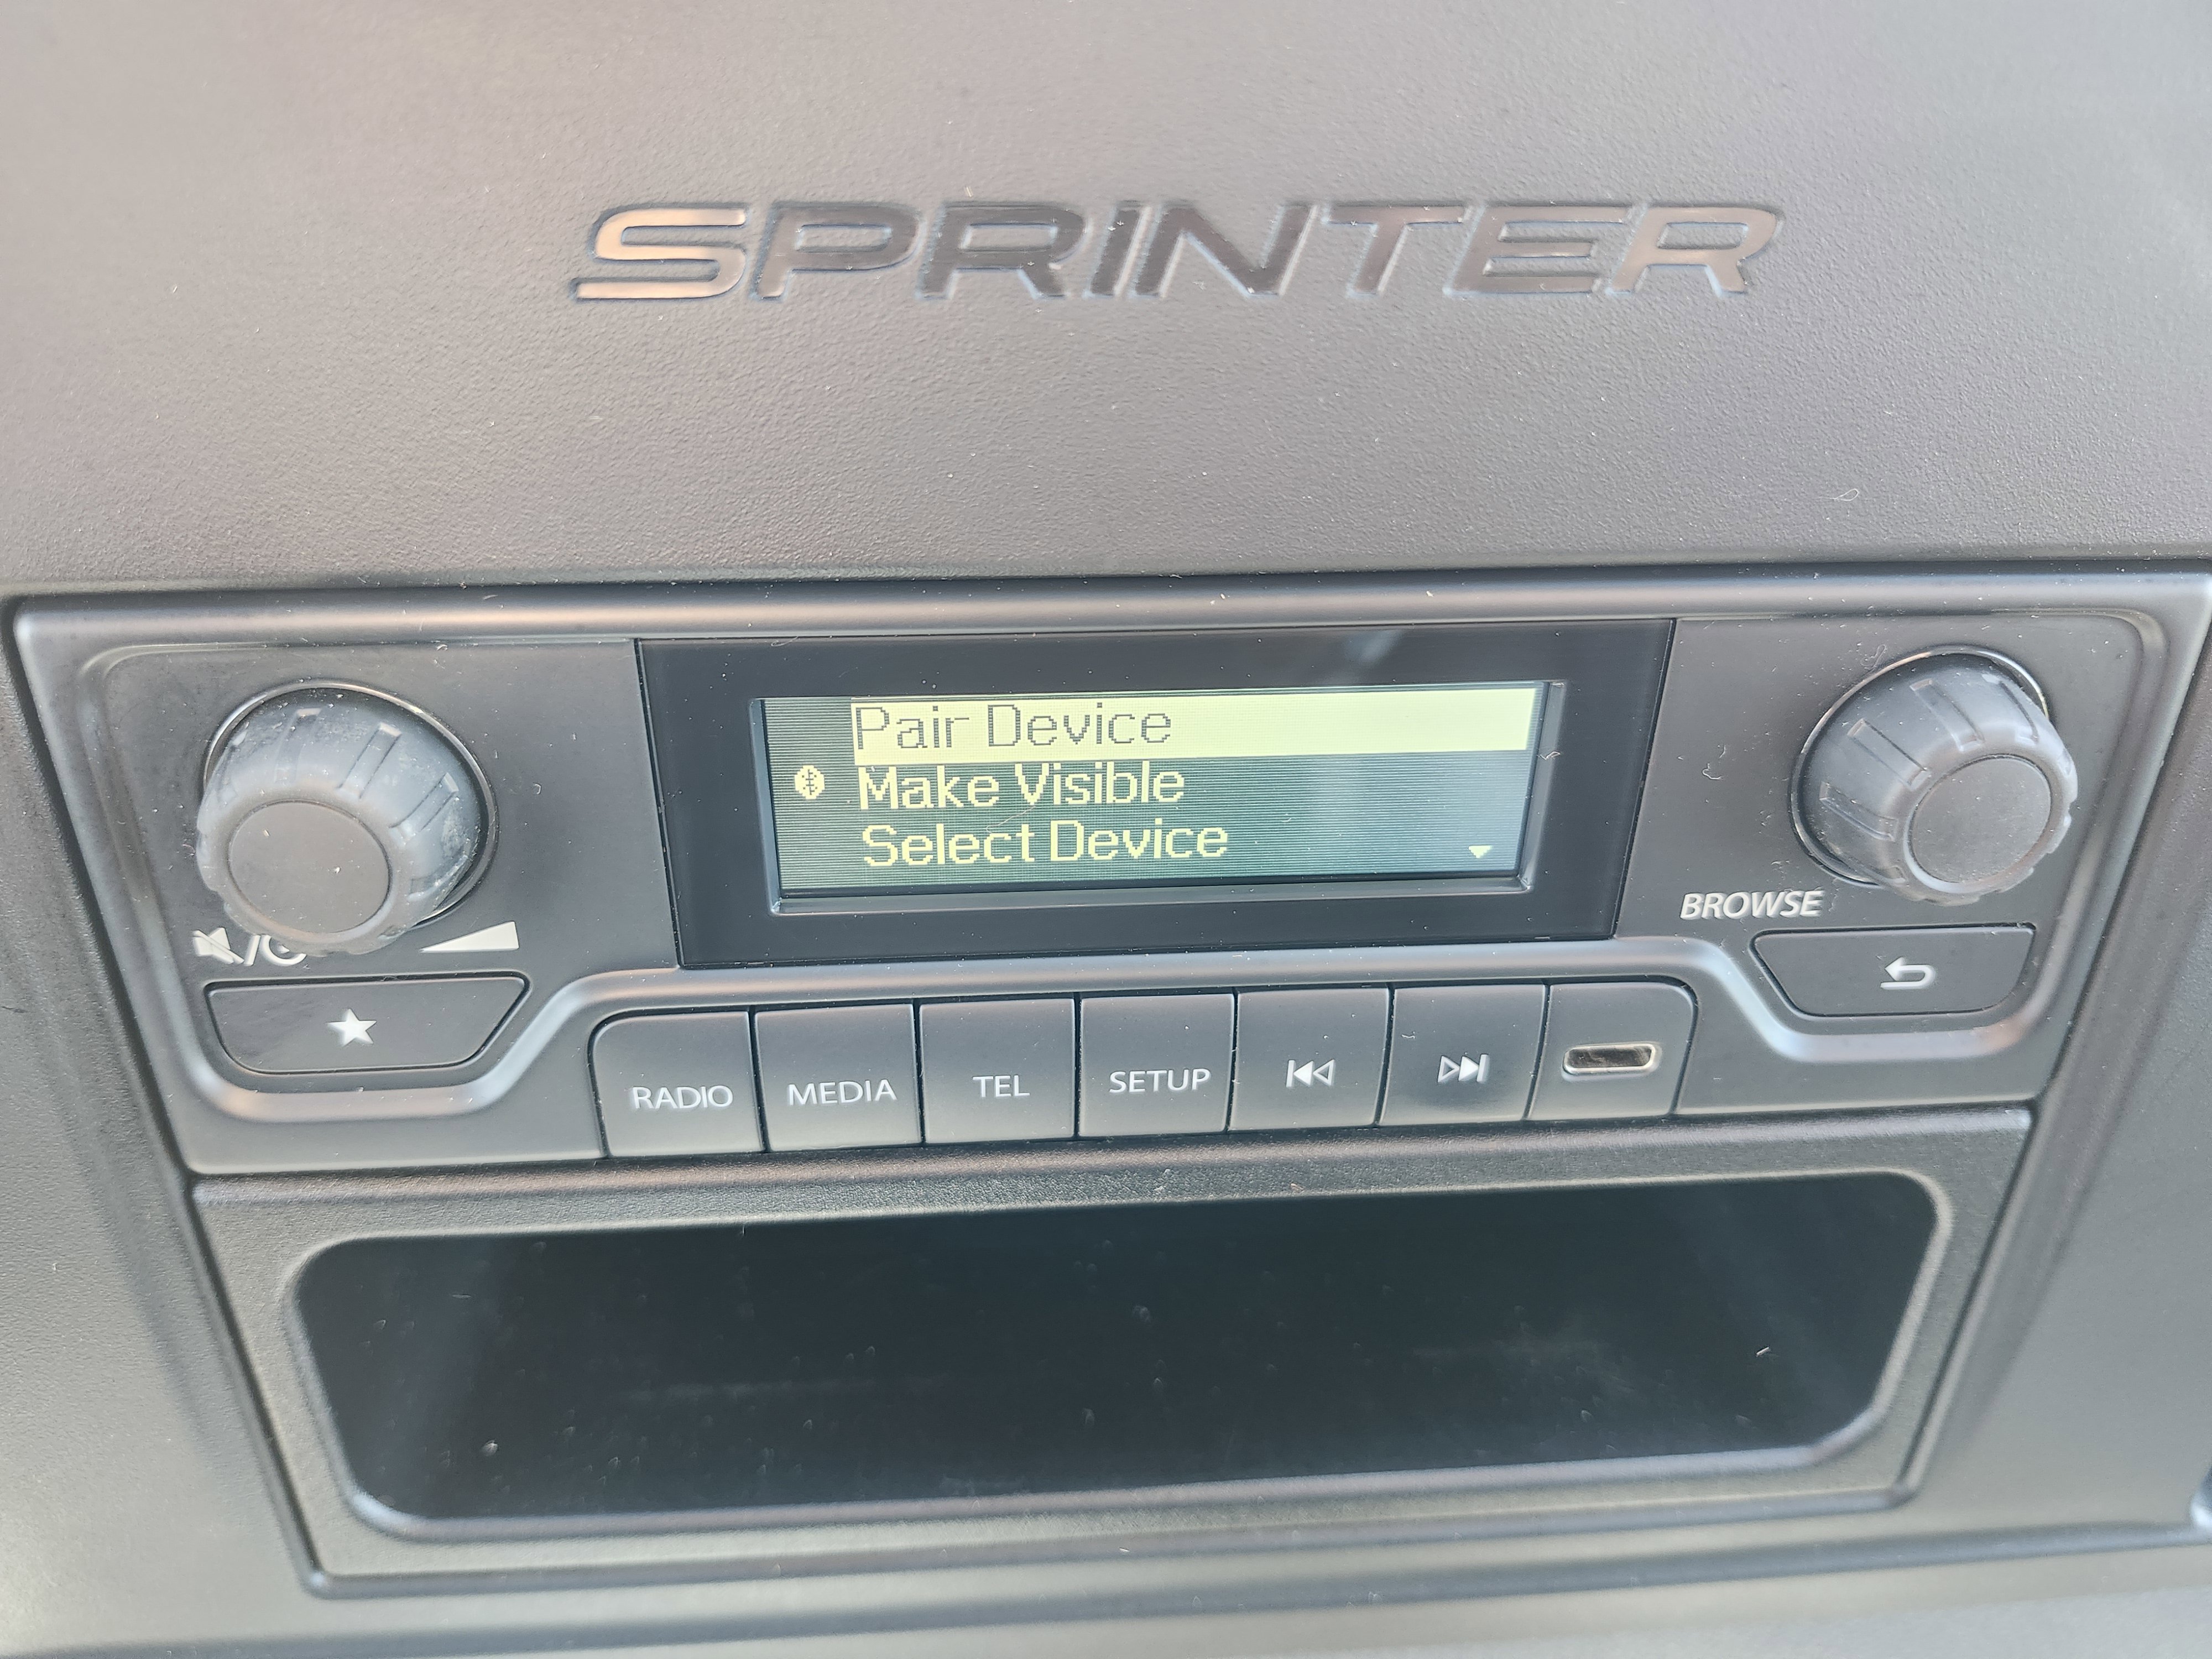 SPRINTER
Pair Device
Make Visible
Select Device
BROWSE
RADIO MEDIA TEL SETUP